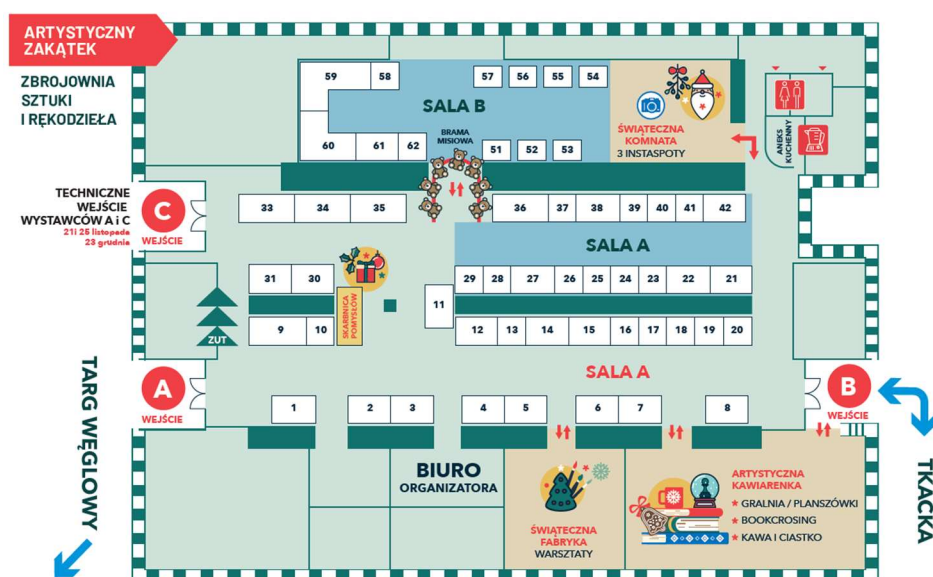 ARTYSTYCZNY
ZAKĄTEK
ZBROJOWNIA
SZTUKI
I RĘKODZIEŁA
59
58
57
56
55
54
SALA B
BRAMA
MISIOWA
60
61
62
51
52
53
ŚWIĄTECZNA
KOMNATA
3 INSTASPOTY
ANEKS
KUCHENNY
TECHNICZNE
WEJŚCIE
WYSTAWCÓW A i C
21i 25 listopada
23 grudnia
C
WEJŚCIE
33
34
35
36
37
38
39
40
41
42
SALA A
31
30
29
28
27
26
25
24
23
22
21
11
SKARBNICA
POMYSŁÓW
9
10
12
13
14
15
16
17
18
19
20
ZUT
SALA A
A
WEJŚCIE
B
WEJŚCIE
1
2
3
4
5
6
7
8
TARG WĘGLOWY
TKACKA
BIURO
ORGANIZATORA
ŚWIĄTECZNA
FABRYKA
WARSZTATY
ARTYSTYCZNA
KAWIARENKA
GRALNIA / PLANSZÓWKI
BOOKCROSING
KAWA I CIASTKO